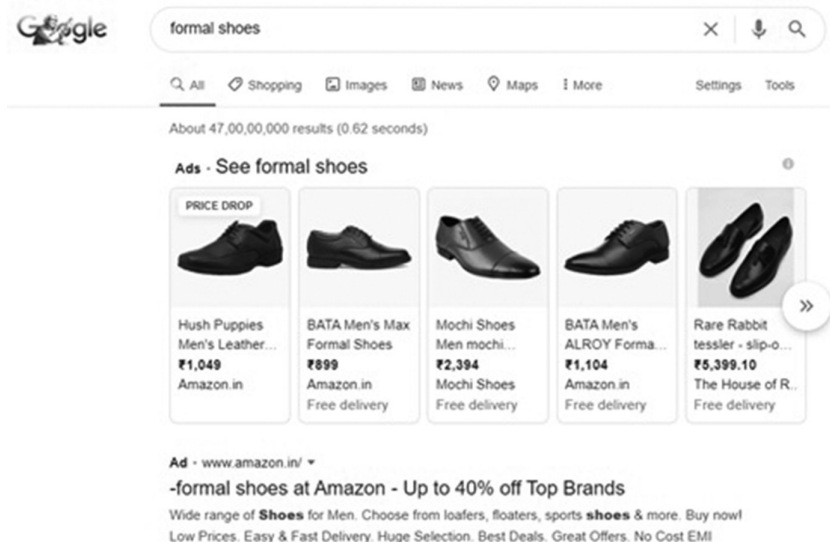 Google
formal shoes
All Shopping Images News Maps More Settings Tools
About 47,00,00,000 results (0.62 seconds)
Ads · See formal shoes
PRICE DROP
Hush Puppies
Men's Leather...
₹1,049
Amazon.in
BATA Men's Max
Formal Shoes
₹899
Amazon.in
Free delivery
Mochi Shoes
Men mochi...
₹2,394
Mochi Shoes
Free delivery
BATA Men's
ALROY Forma...
₹1,104
Amazon.in
Free delivery
Rare Rabbit
tessler - slip-o...
₹5,399.10
The House of R..
Free delivery
Ad · www.amazon.in/
-formal shoes at Amazon - Up to 40% off Top Brands
Wide range of Shoes for Men. Choose from loafers, floaters, sports shoes & more. Buy now!
Low Prices. Easy & Fast Delivery. Huge Selection. Best Deals. Great Offers. No Cost EMI